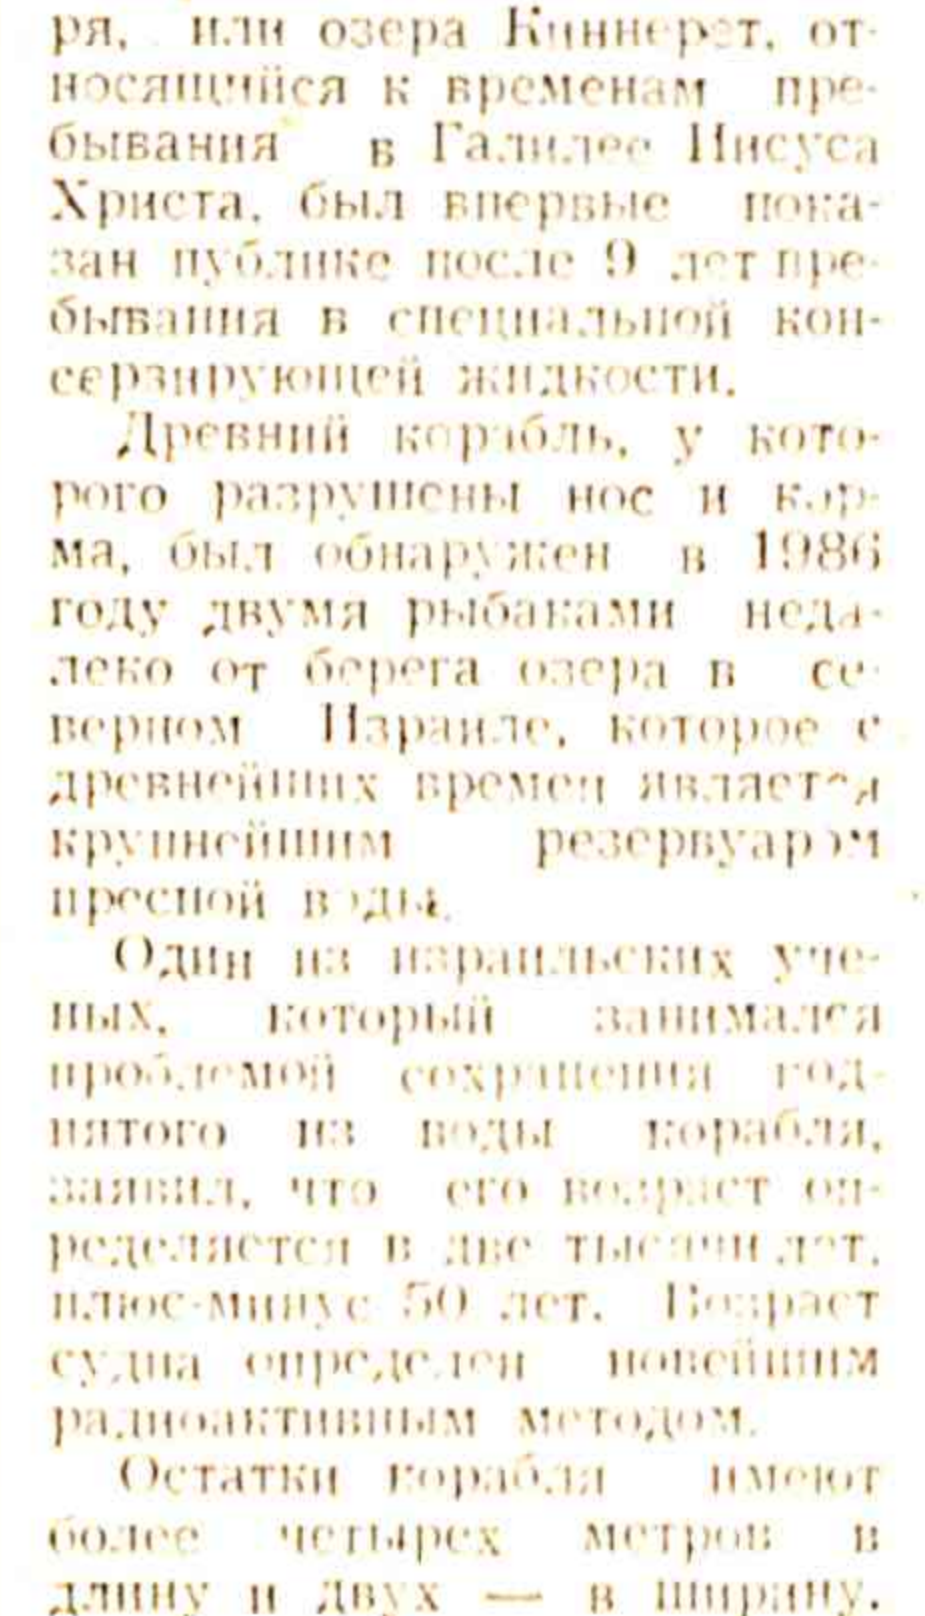 ря, или озера Киннерет, от-
носящийся к временам пре-
бывания в Галилее Иисуса
Христа, был впервые пока-
зан публике после 9 лет пре-
бывания в специальной кон-
сервирующей жидкости.
Древний корабль, у кото-
рого разрушены нос и кор-
ма, был обнаружен в 1986
году двумя рыбаками неда-
леко от берега озера в се-
верном Израиле, которое с
древнейших времен является
крупнейшим резервуаром
пресной воды.
Один из израильских уче-
ных, который занимался
проблемой сохранения под-
нятого из воды корабля,
заявил, что его возраст оп-
ределяется в две тысячи лет,
плюс-минус 50 лет. Возраст
судна определен новейшим
радиоактивным методом.
Остатки корабля имеют
более четырех метров в
длину и двух — в ширину.